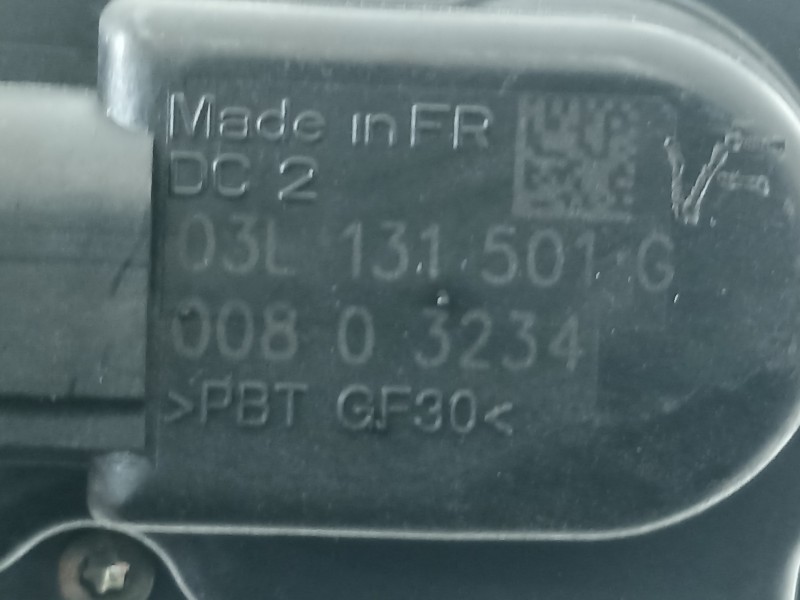 Made in FR
DC 2
03L 131 501 G
008 0 3234
>PBT GF30<